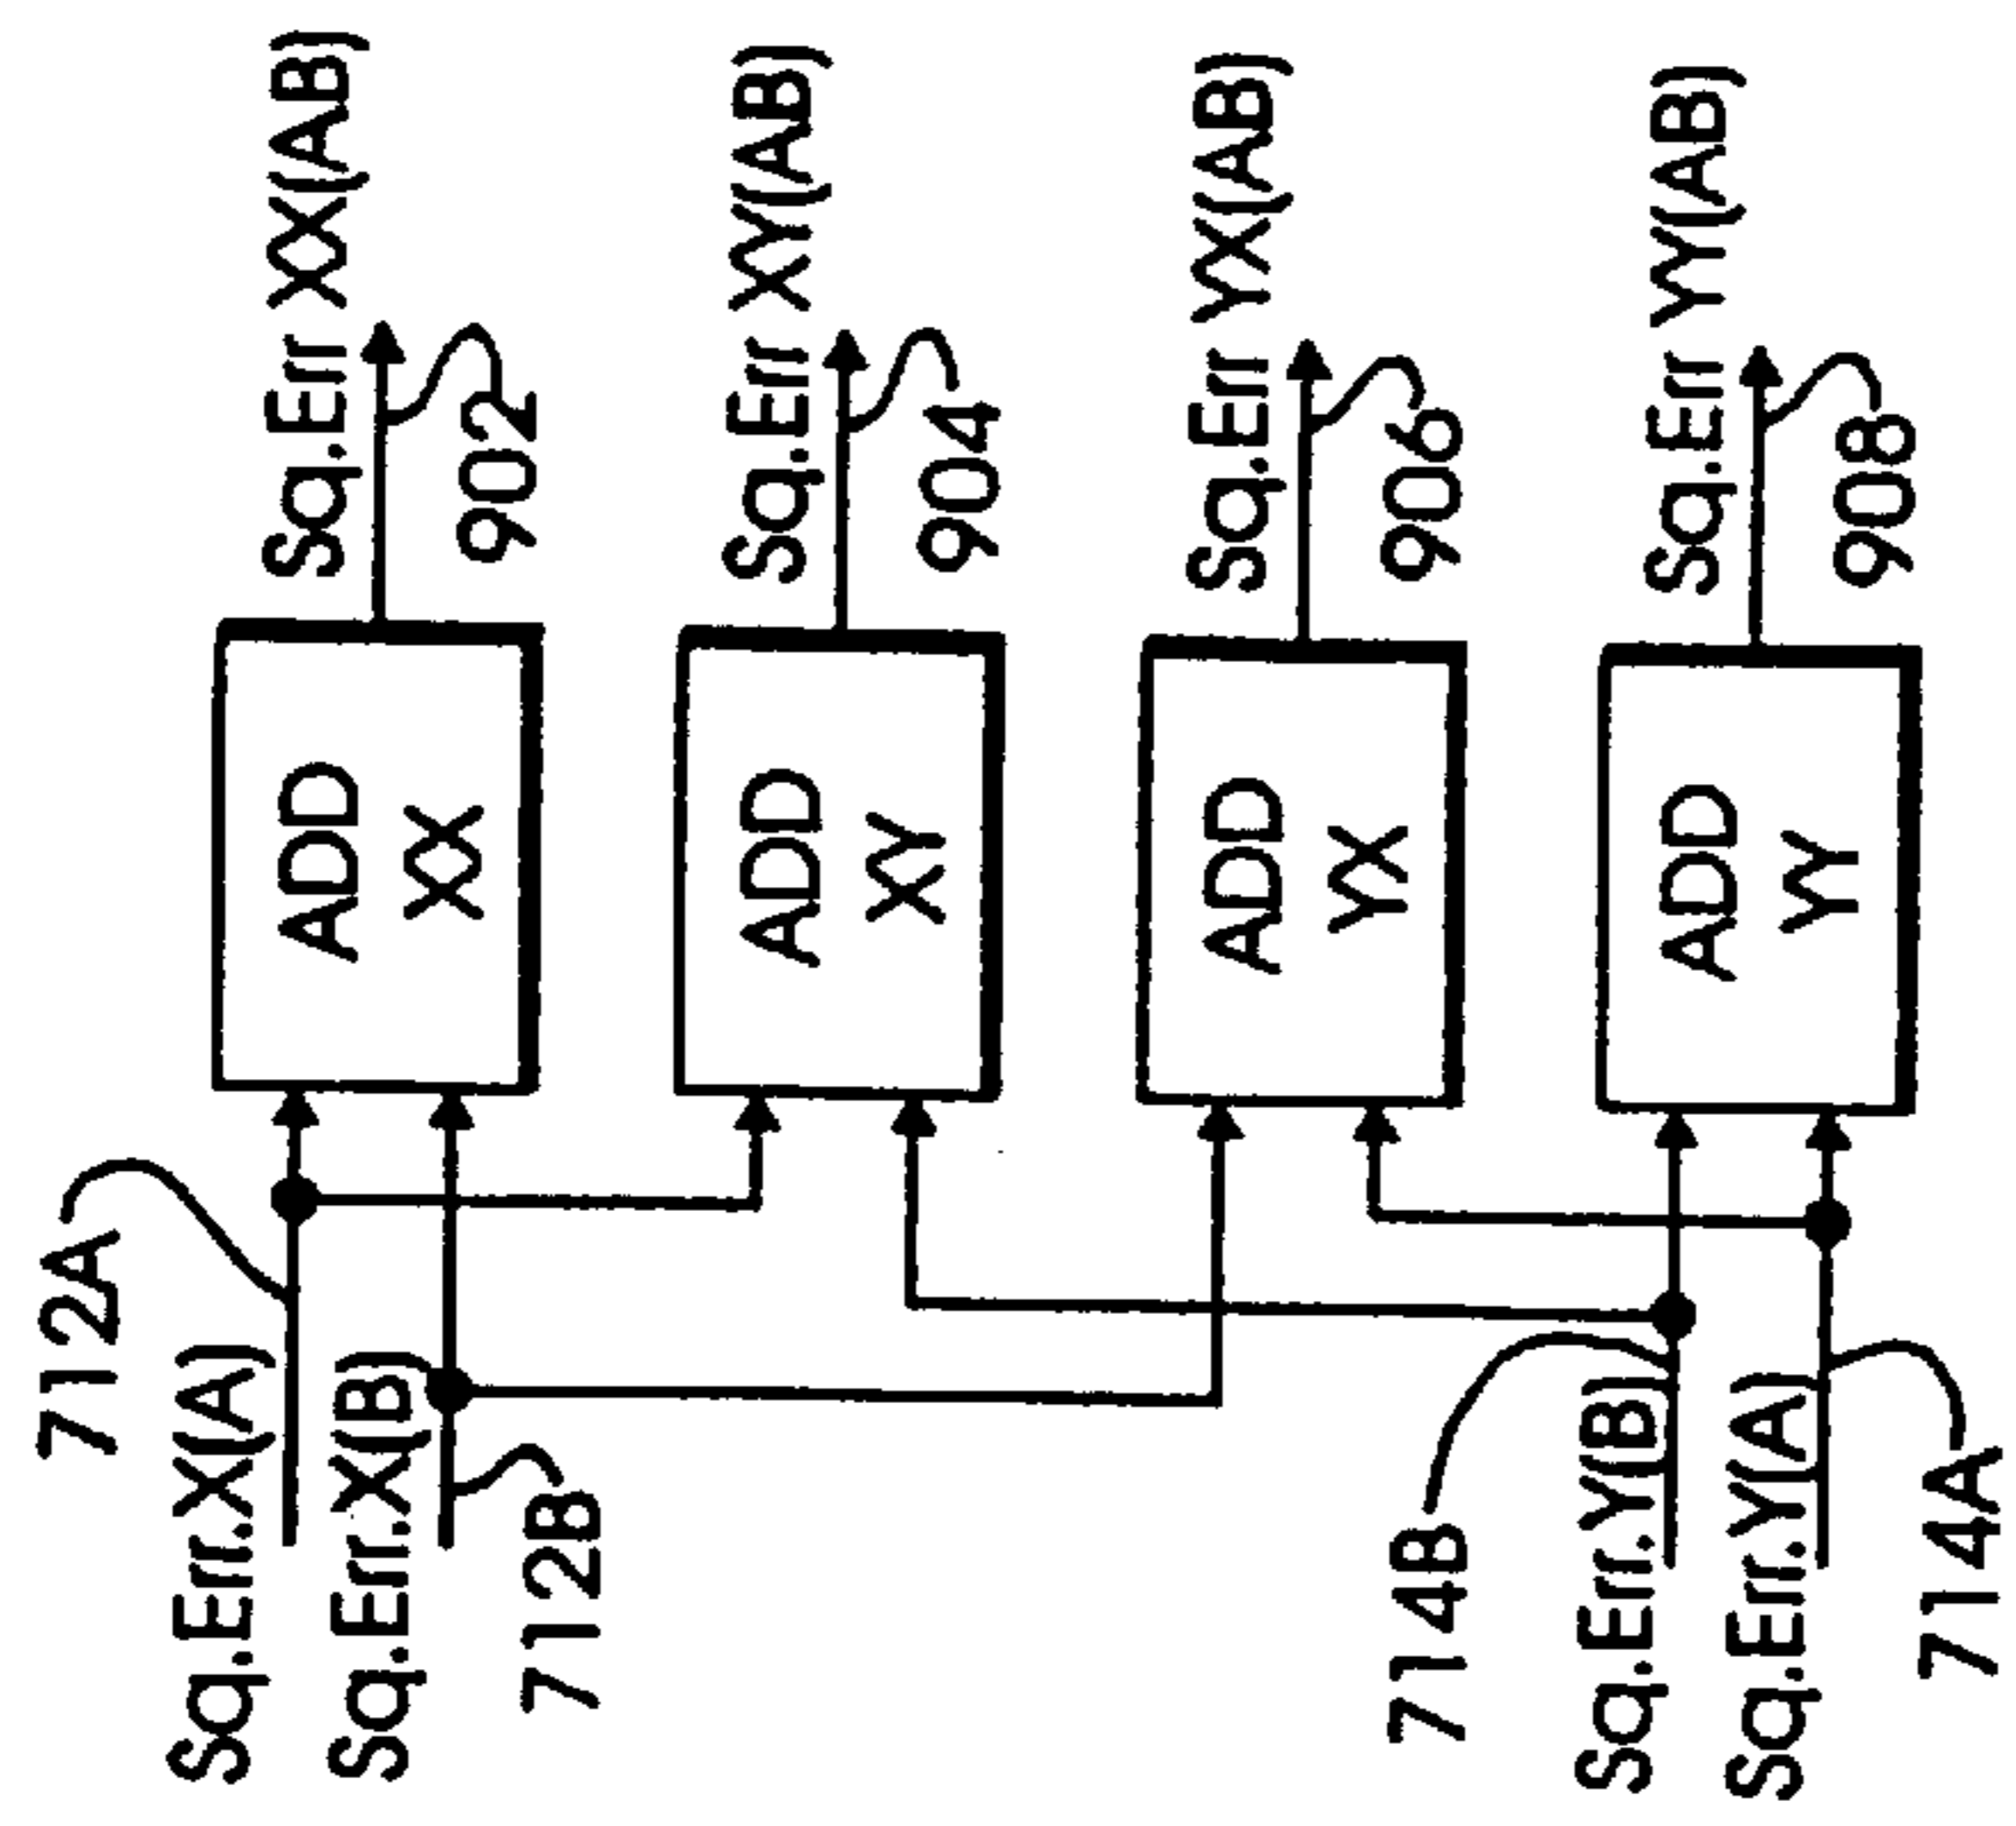 712A
Sq.Err.X(A)
Sq.Err.X(B)
712B
714B
Sq.Err.Y(B)
Sq.Err.Y(A)
714A
ADD
XX
ADD
XY
ADD
YX
ADD
YY
Sq.Err XX(AB)
902
Sq.Err XY(AB)
904
Sq.Err YX(AB)
906
Sq.Err YY(AB)
908